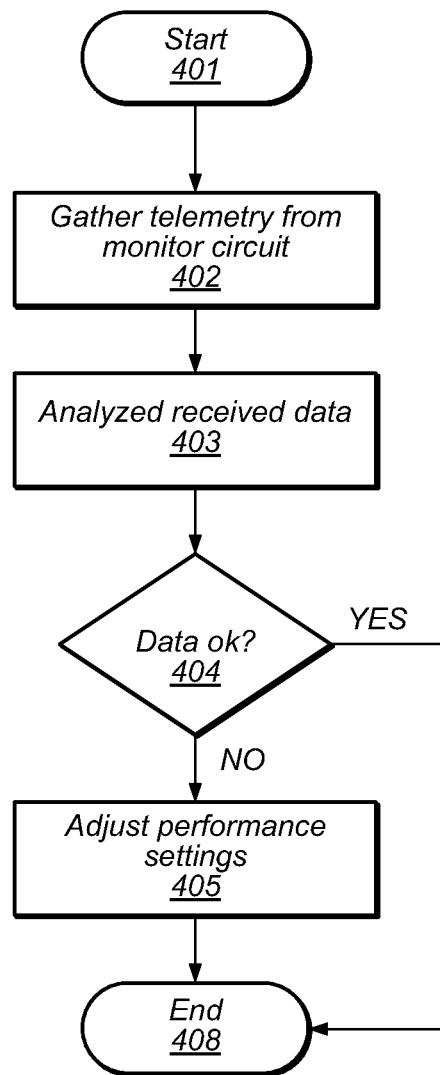 Start
401
Gather telemetry from
monitor circuit
402
Analyzed received data
403
Data ok?
404
YES
NO
Adjust performance
settings
405
End
408